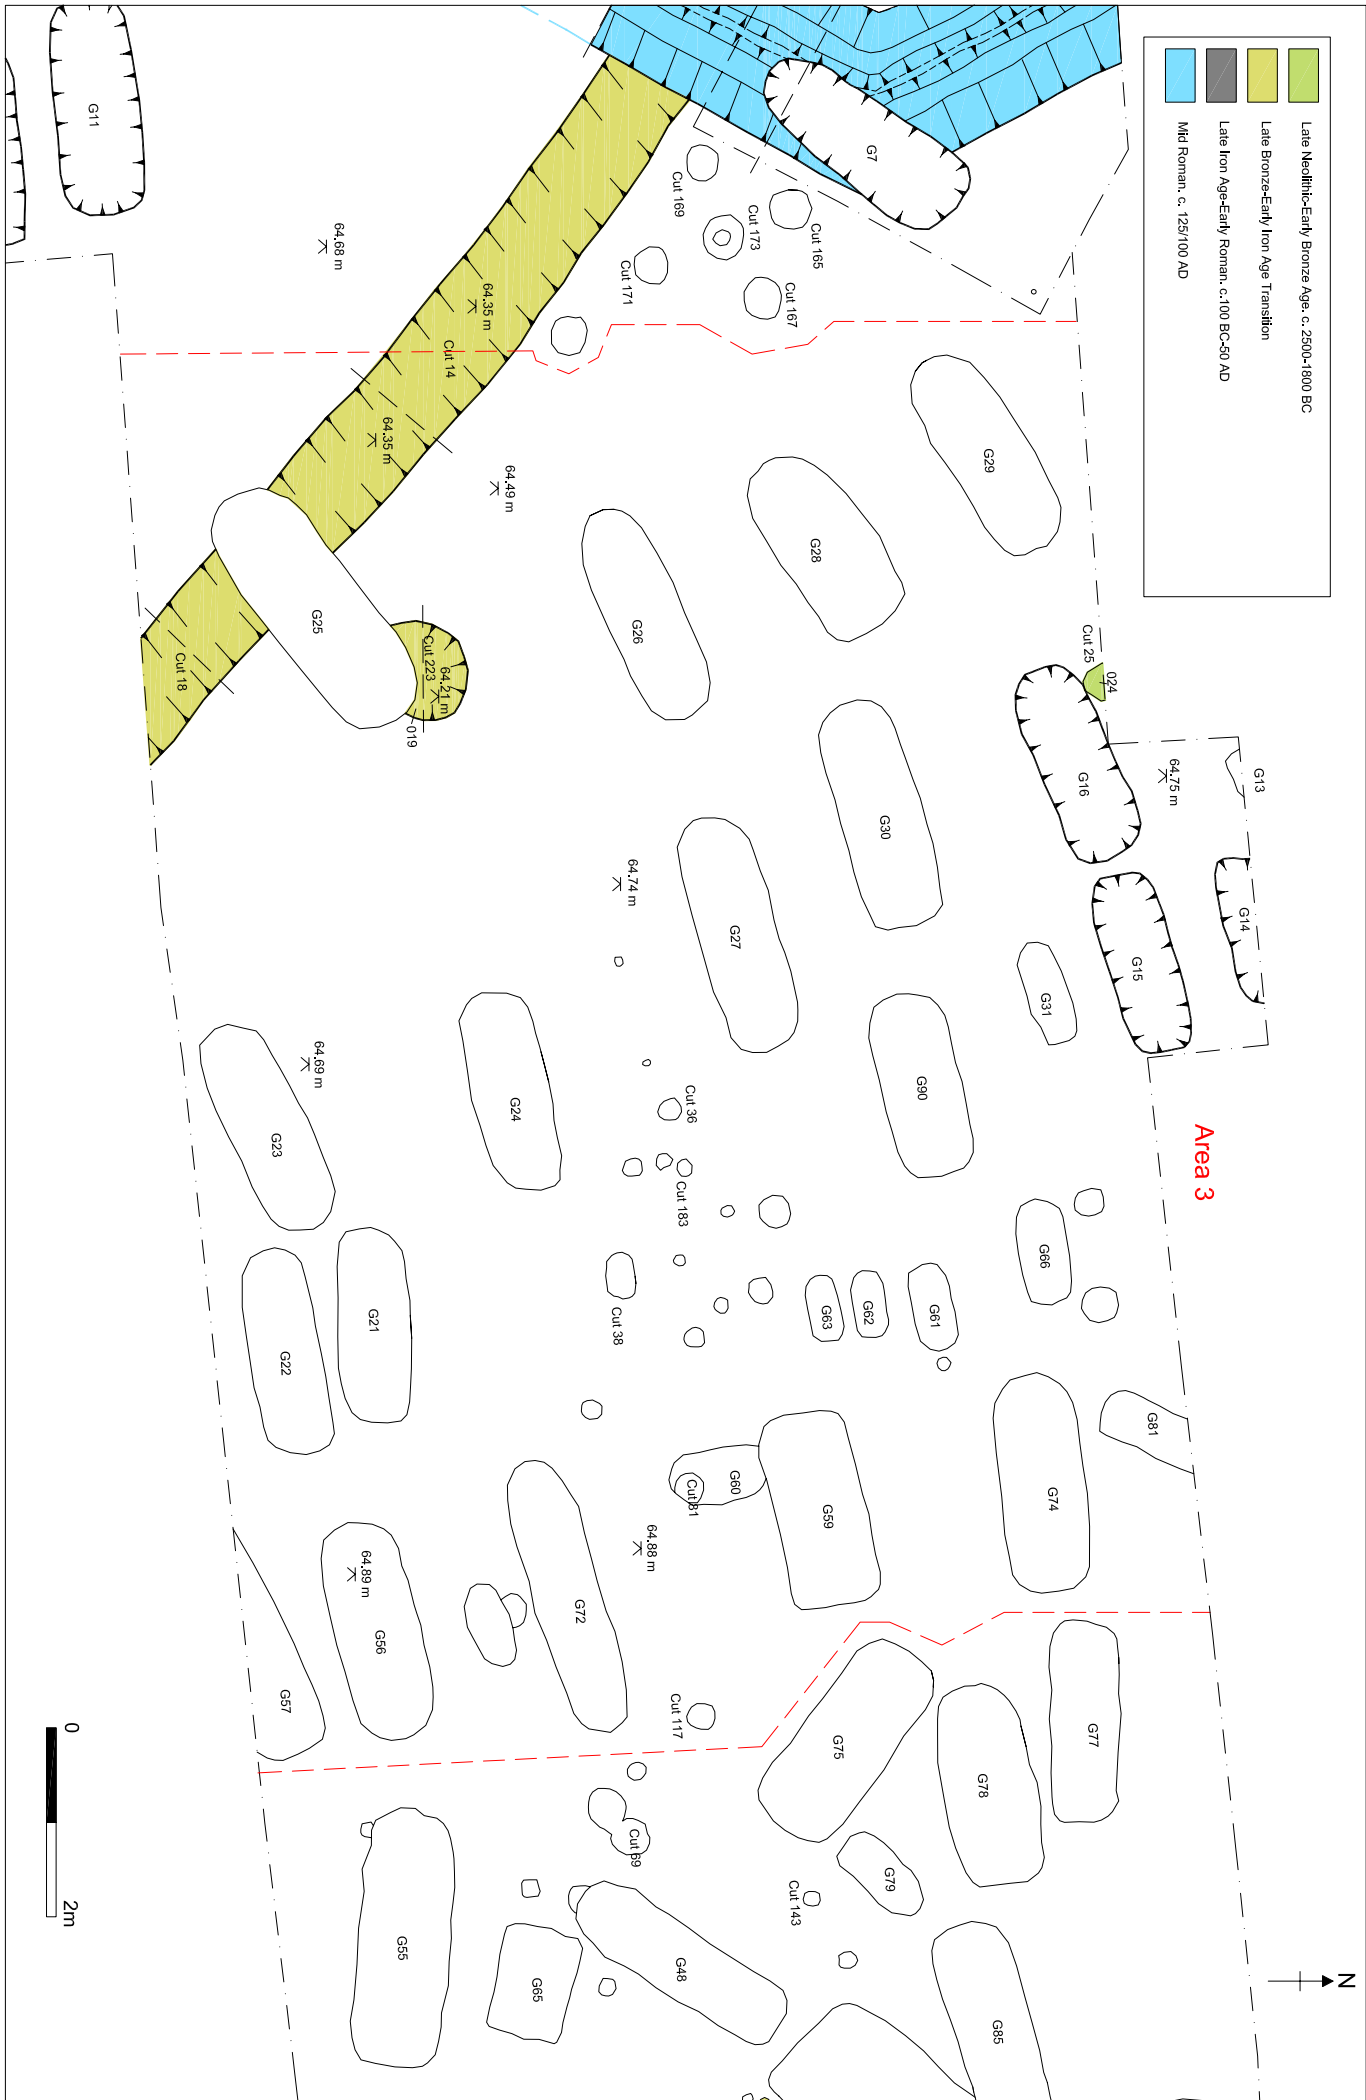 Late Neolithic-Early Bronze Age. c. 2500-1800 BC
Late Bronze-Early Iron Age Transition
Late Iron Age-Early Roman. c.100 BC-50 AD
Mid Roman. c. 125/100 AD
Area 3
N
0
2m
G11
G7
Cut 169
Cut 173
Cut 165
Cut 171
Cut 167
64.68 m
64.35 m
Cut 14
64.35 m
64.49 m
G29
G28
G26
G25
Cut 223
64.21 m
019
Cut 18
Cut 25
024
G16
64.75 m
G13
G14
G15
G30
G27
64.74 m
G31
G90
G24
64.69 m
G23
Cut 36
Cut 183
G66
G61
G62
G63
Cut 38
G21
G22
G81
G74
G59
G60
Cut 81
64.88 m
G72
64.89 m
G56
G57
Cut 117
G75
G78
G77
G79
Cut 69
Cut 143
G55
G65
G48
G85